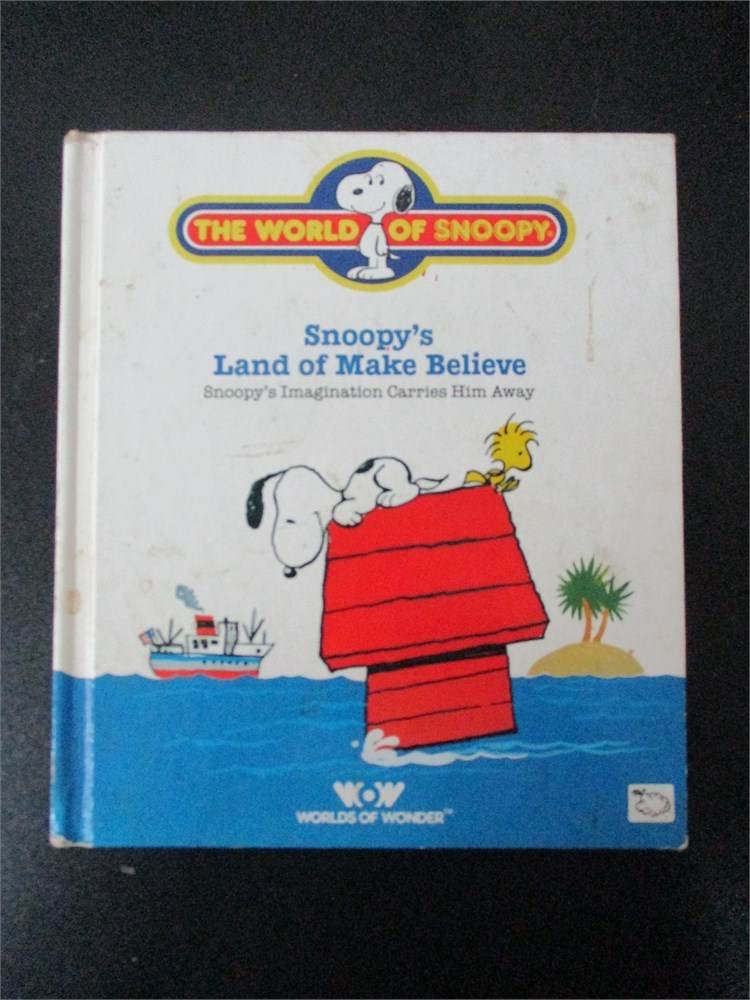 THE WORLD OF SNOOPY®
Snoopy's
Land of Make Believe
Snoopy's Imagination Carries Him Away
WOW
WORLDS OF WONDER™